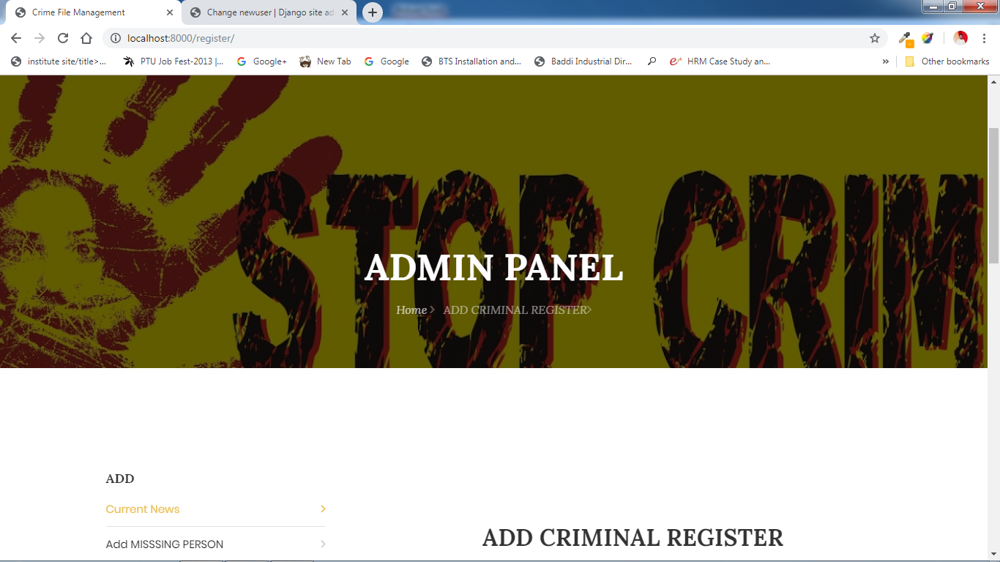 Crime File Management
Change newuser | Django site ad
localhost:8000/register/
institute site/title>...
PTU Job Fest-2013 |...
Google+
New Tab
Google
BTS Installation and...
Baddi Industrial Dir...
HRM Case Study an...
Other bookmarks
STOP CRIM
ADMIN PANEL
Home > ADD CRIMINAL REGISTER>
ADD
Current News
Add MISSSING PERSON
ADD CRIMINAL REGISTER